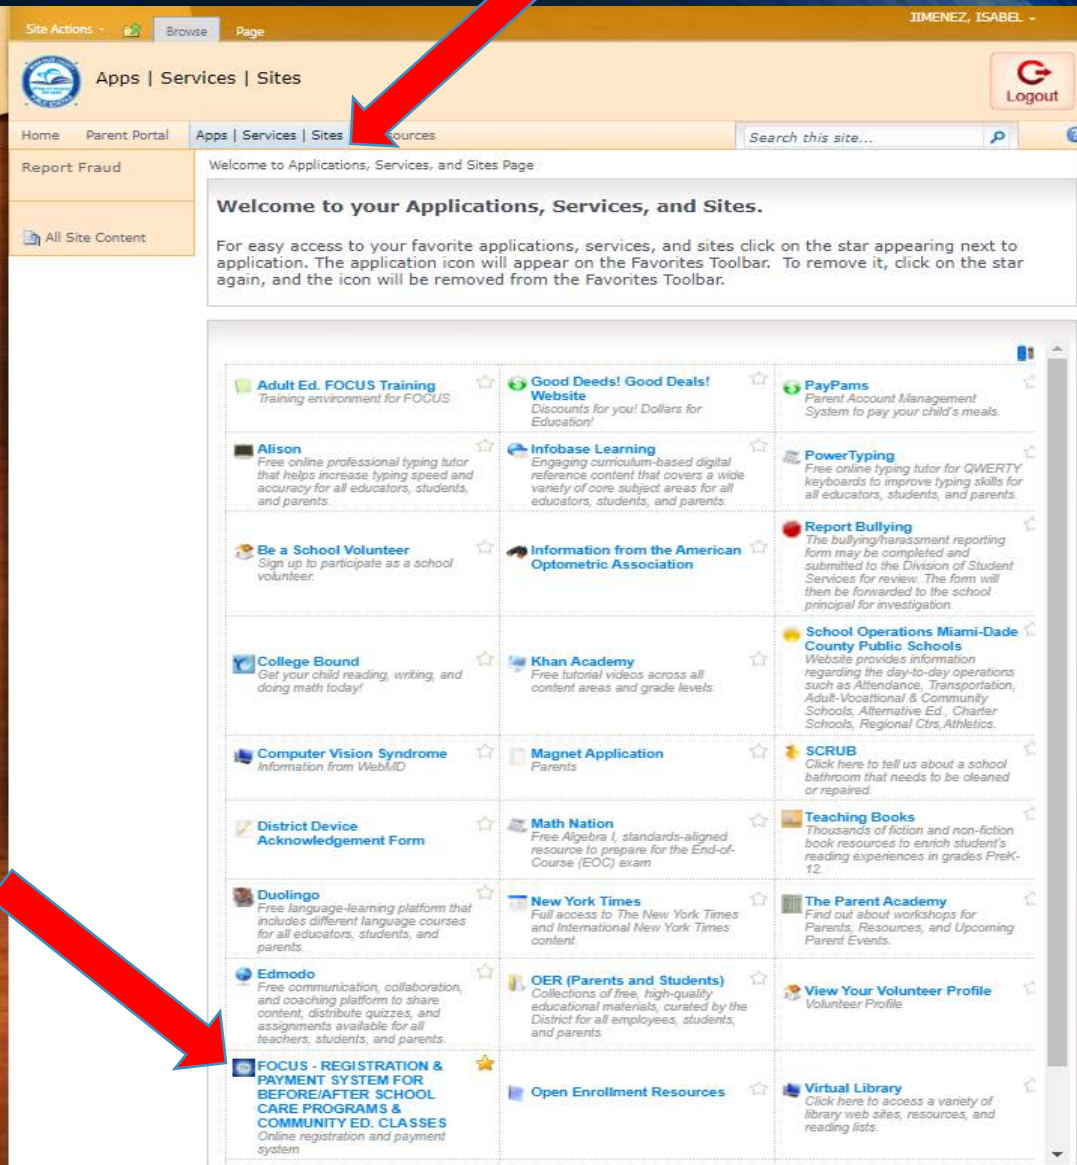 JIMENEZ, ISABEL
Site Actions
Browse
Page
Apps | Services | Sites
Logout
Home
Parent Portal
Apps | Services | Sites
Search this site...
Report Fraud
Welcome to Applications, Services, and Sites Page
All Site Content
Welcome to your Applications, Services, and Sites.
For easy access to your favorite applications, services, and sites click on the star appearing next to
application. The application icon will appear on the Favorites Toolbar. To remove it, click on the star
again, and the icon will be removed from the Favorites Toolbar.
Adult Ed. FOCUS Training
Training environment for FOCUS
Good Deeds! Good Deals!
Website
Discounts for you! Dollars for
Education!
PayPams
Parent Account Management
System to pay your child's meals.
Alison
Free online professional typing tutor
that helps increase typing speed and
accuracy for all educators, students,
and parents.
Infobase Learning
Engaging curriculum-based digital
reference content that covers a wide
variety of core subject areas for all
educators, students, and parents.
PowerTyping
Free online typing tutor for QWERTY
keyboards to improve typing skills for
all educators, students, and parents.
Be a School Volunteer
Sign up to participate as a school
volunteer.
Information from the American
Optometric Association
Report Bullying
The bullying/harassment reporting
form may be completed and
submitted to the Division of Student
Services for review. The form will
then be forwarded to the school
principal for investigation.
College Bound
Get your child reading, writing, and
doing math today!
Khan Academy
Free tutorial videos across all
content areas and grade levels.
School Operations Miami-Dade
County Public Schools
Website provides information
regarding the day-to-day operations
such as Attendance, Transportation,
Adult-Vocattional & Community
Schools, Alternative Ed., Charter
Schools, Regional Ctrs,Athletics.
Computer Vision Syndrome
Information from WebMD
Magnet Application
Parents
SCRUB
Click here to tell us about a school
bathroom that needs to be cleaned
or repaired.
District Device
Acknowledgement Form
Math Nation
Free Algebra I, standards-aligned
resource to prepare for the End-of-
Course (EOC) exam
Teaching Books
Thousands of fiction and non-fiction
book resources to enrich student's
reading experiences in grades PreK-
12.
Duolingo
Free language-learning platform that
includes different language courses
for all educators, students, and
parents.
New York Times
Full access to The New York Times
and International New York Times
content.
The Parent Academy
Find out about workshops for
Parents, Resources, and Upcoming
Parent Events.
Edmodo
Free communication, collaboration,
and coaching platform to share
content, distribute quizzes, and
assignments available for all
teachers, students, and parents.
OER (Parents and Students)
Collections of free, high-quality
educational materials, curated by the
District for all employees, students,
and parents.
View Your Volunteer Profile
Volunteer Profile
FOCUS - REGISTRATION &
PAYMENT SYSTEM FOR
BEFORE/AFTER SCHOOL
CARE PROGRAMS &
COMMUNITY ED. CLASSES
Online registration and payment
system
Open Enrollment Resources
Virtual Library
Click here to access a variety of
library web sites, resources, and
reading lists.